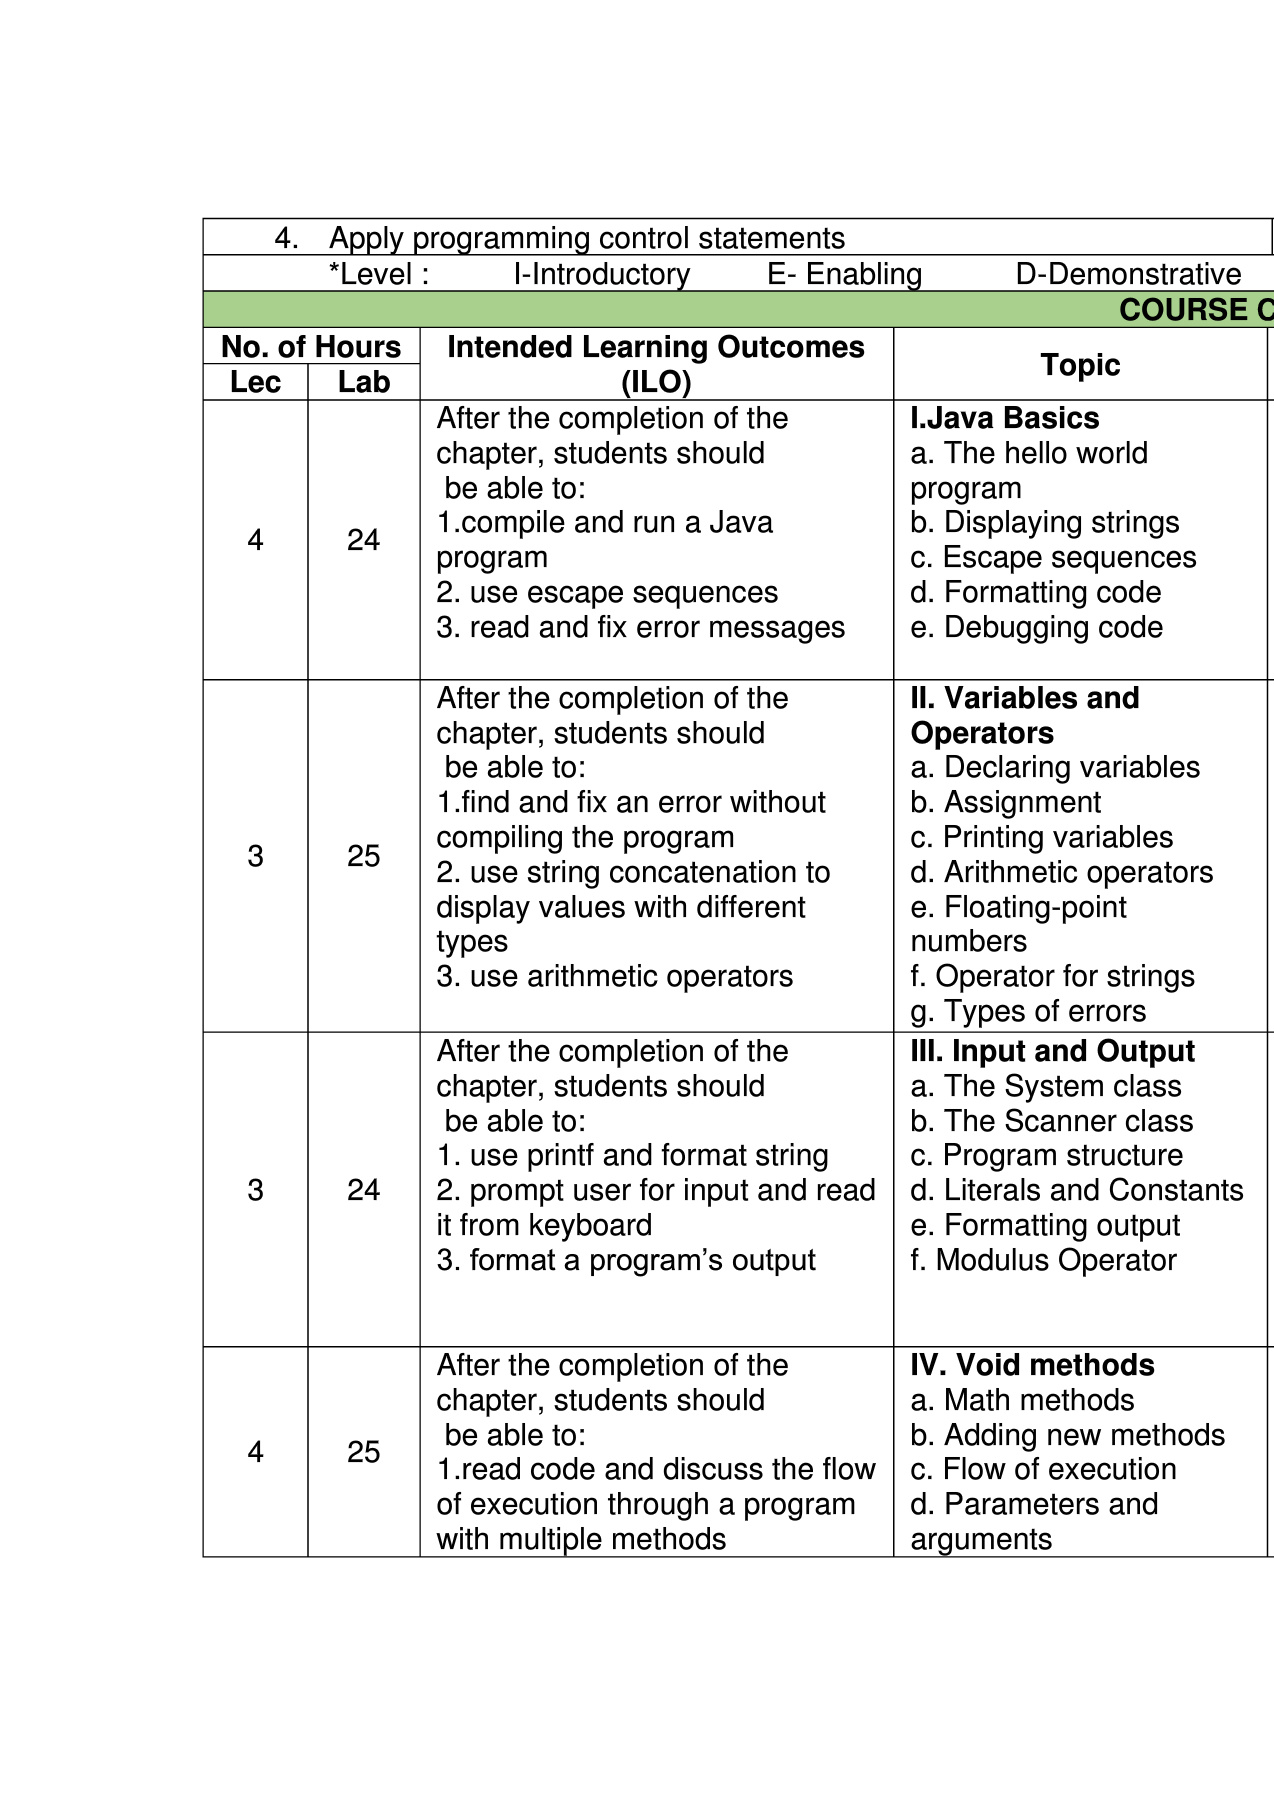 4. Apply programming control statements
*Level : I-Introductory E- Enabling D-Demonstrative
COURSE C
No. of Hours
Lec
Lab
Intended Learning Outcomes
(ILO)
Topic
4
24
After the completion of the
chapter, students should
be able to:
1.compile and run a Java
program
2. use escape sequences
3. read and fix error messages
I.Java Basics
a. The hello world
program
b. Displaying strings
c. Escape sequences
d. Formatting code
e. Debugging code
3
25
After the completion of the
chapter, students should
be able to:
1.find and fix an error without
compiling the program
2. use string concatenation to
display values with different
types
3. use arithmetic operators
II. Variables and
Operators
a. Declaring variables
b. Assignment
c. Printing variables
d. Arithmetic operators
e. Floating-point
numbers
f. Operator for strings
g. Types of errors
3
24
After the completion of the
chapter, students should
be able to:
1. use printf and format string
2. prompt user for input and read
it from keyboard
3. format a program’s output
III. Input and Output
a. The System class
b. The Scanner class
c. Program structure
d. Literals and Constants
e. Formatting output
f. Modulus Operator
4
25
After the completion of the
chapter, students should
be able to:
1.read code and discuss the flow
of execution through a program
with multiple methods
IV. Void methods
a. Math methods
b. Adding new methods
c. Flow of execution
d. Parameters and
arguments